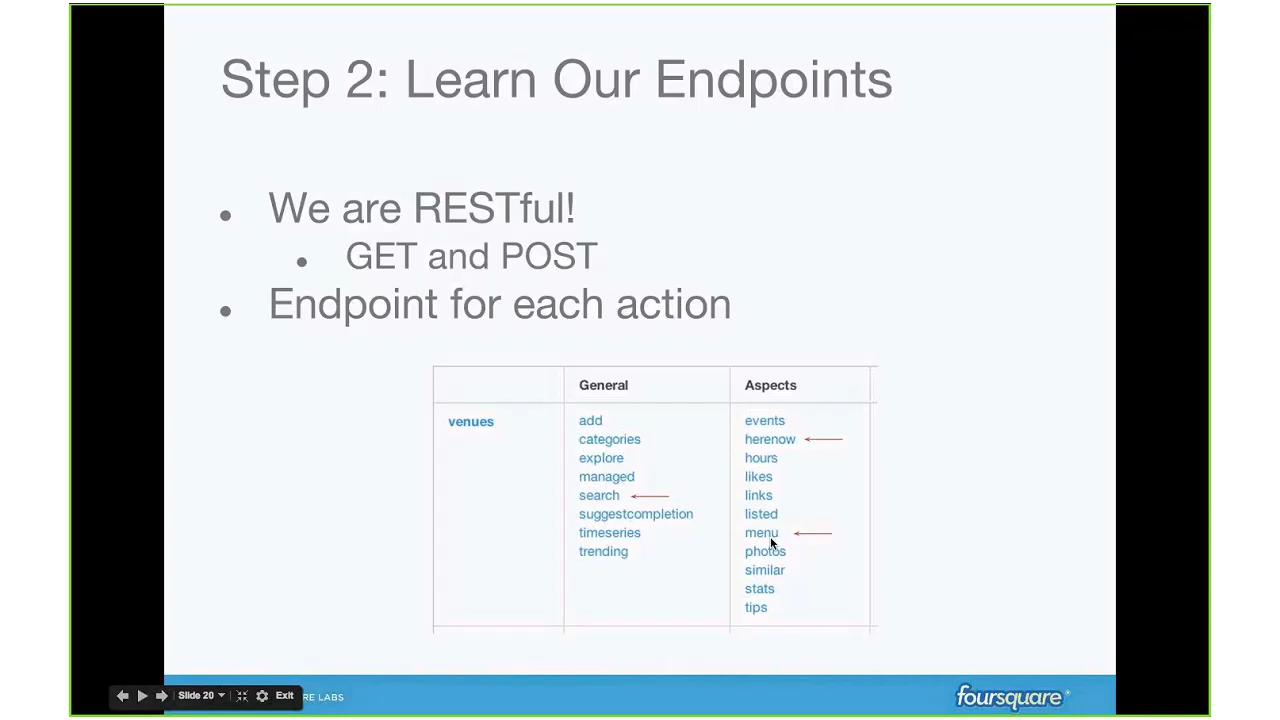 Step 2: Learn Our Endpoints
We are RESTful!
GET and POST
Endpoint for each action
General Aspects
venues add events
categories herenow
explore hours
managed likes
search links
suggestcompletion listed
timeseries menu
trending photos
similar
stats
tips
Slide 20 Exit RE LABS foursquare®